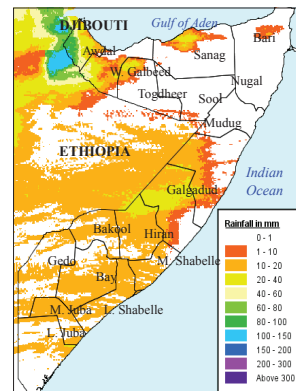 DJIBOUTI
Gulf of Aden
Awdal
Bari
Sanag
W. Galbeed
Nugal
Togdheer
Sool
Mudug
ETHIOPIA
Indian
Ocean
Galgadud
Bakool
Hiran
Gedo
M. Shabelle
Bay
M. Juba
L. Shabelle
L. Juba
Rainfall in mm
0 - 1
1 - 10
10 - 20
20 - 40
40 - 60
60 - 80
80 - 100
100 - 150
150 - 200
200 - 300
Above 300